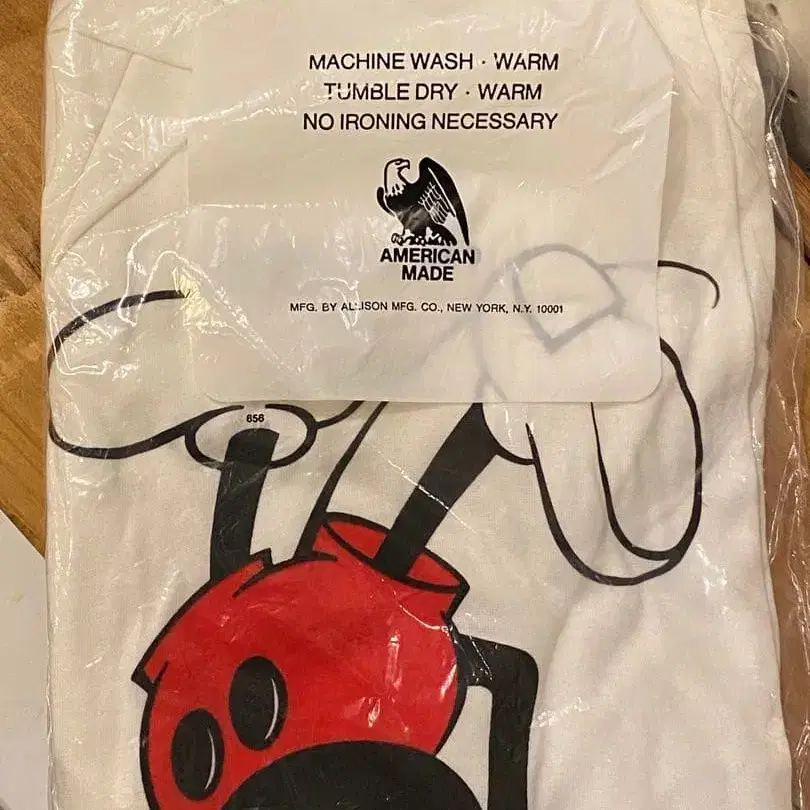 MACHINE WASH · WARM
TUMBLE DRY · WARM
NO IRONING NECESSARY
AMERICAN
MADE
MFG. BY ALLISON MFG. CO., NEW YORK, N.Y. 10001
656